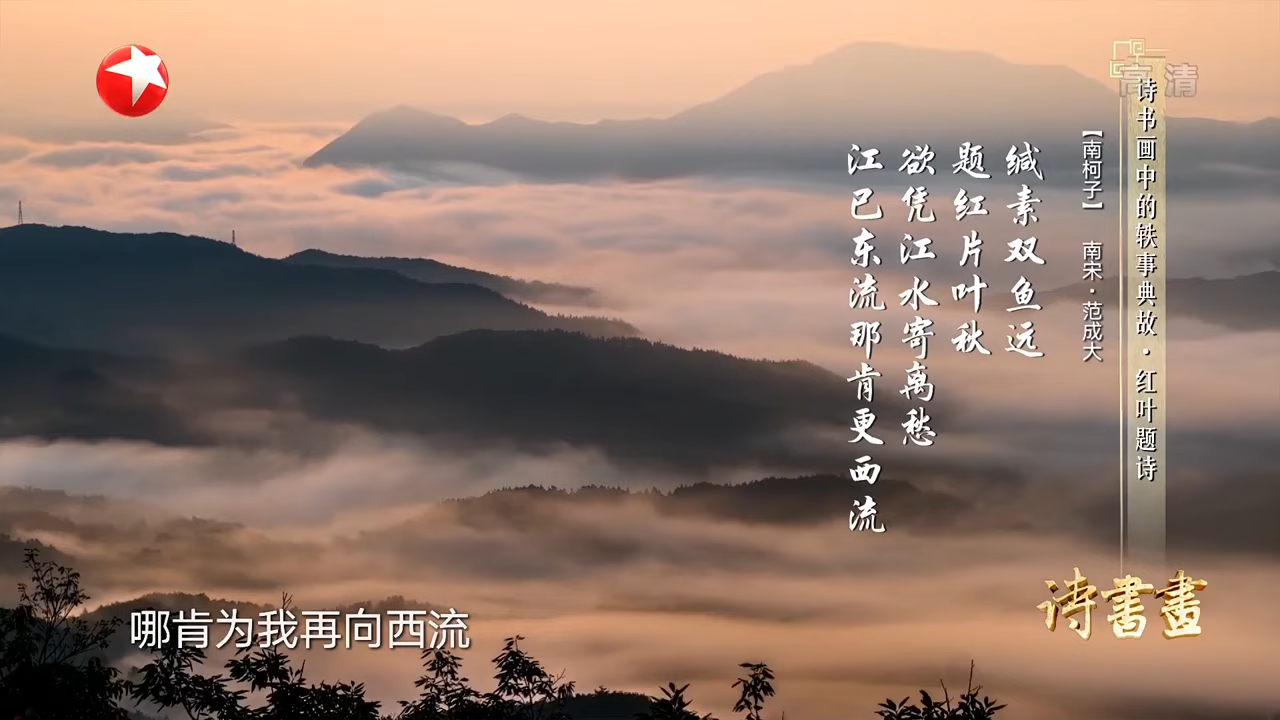 高清
诗书画中的轶事典故·红叶题诗
【南柯子】 南宋·范成大
缄素双鱼远
题红片叶秋
欲凭江水寄离愁
江已东流那肯更西流
诗書畫
哪肯为我再向西流